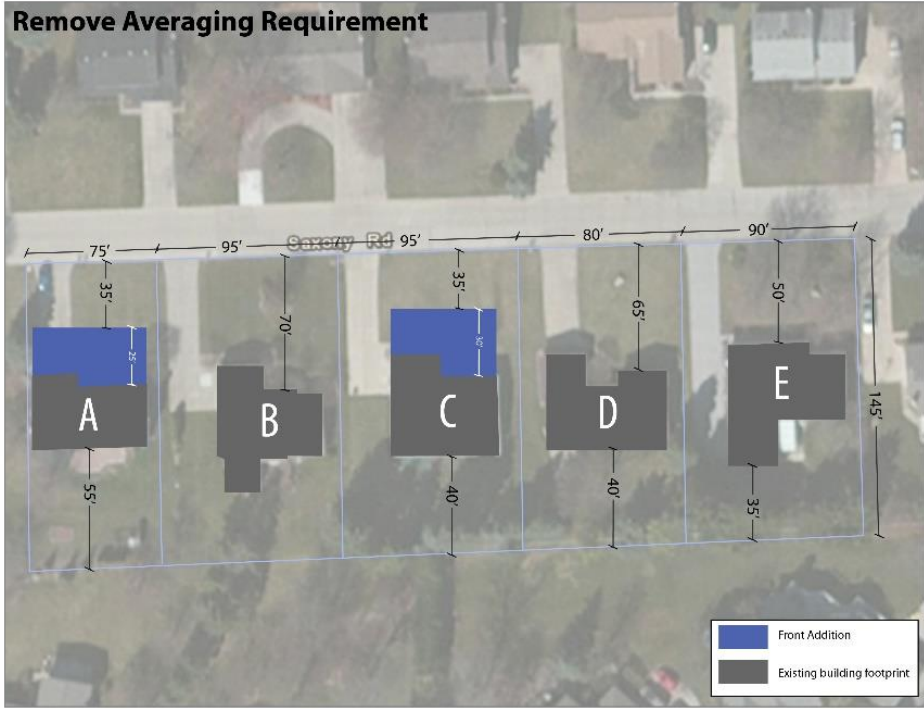 Remove Averaging Requirement
75'
95'
Saxony Rd
95'
80'
90'
35'
70'
35'
65'
50'
25'
30'
145'
A
B
C
D
E
55'
40'
40'
35'
Front Addition
Existing building footprint